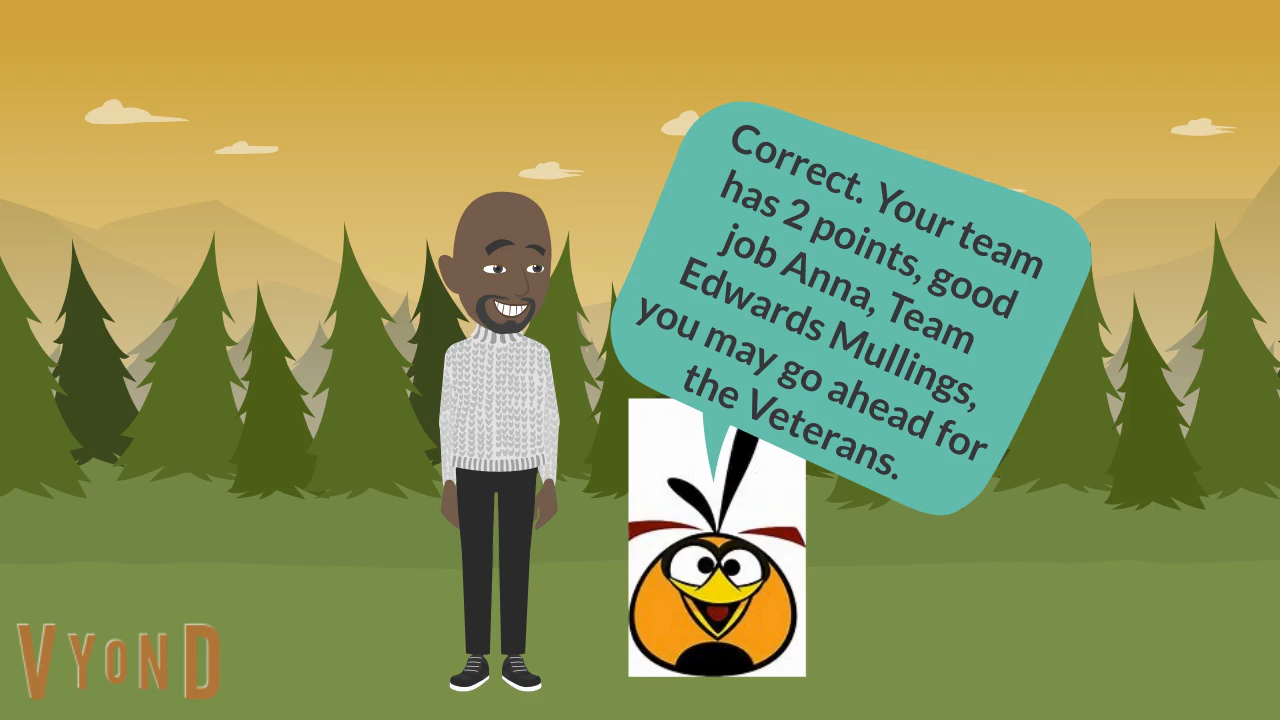 Correct. Your team
has 2 points, good
job Anna, Team
Edwards Mullings,
you may go ahead for
the Veterans.
VYOND